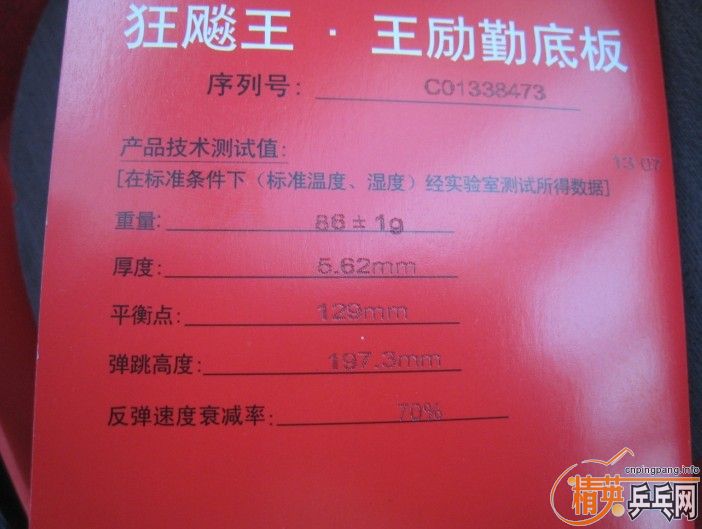 狂飚王·王励勤底板
序列号: C01338473
产品技术测试值:
13 07
[在标准条件下（标准温度、湿度）经实验室测试所得数据]
重量: 86±1g
厚度: 5.62mm
平衡点: 129mm
弹跳高度: 197.3mm
反弹速度衰减率: 70%
cnpingpang.info
精英乒乓网